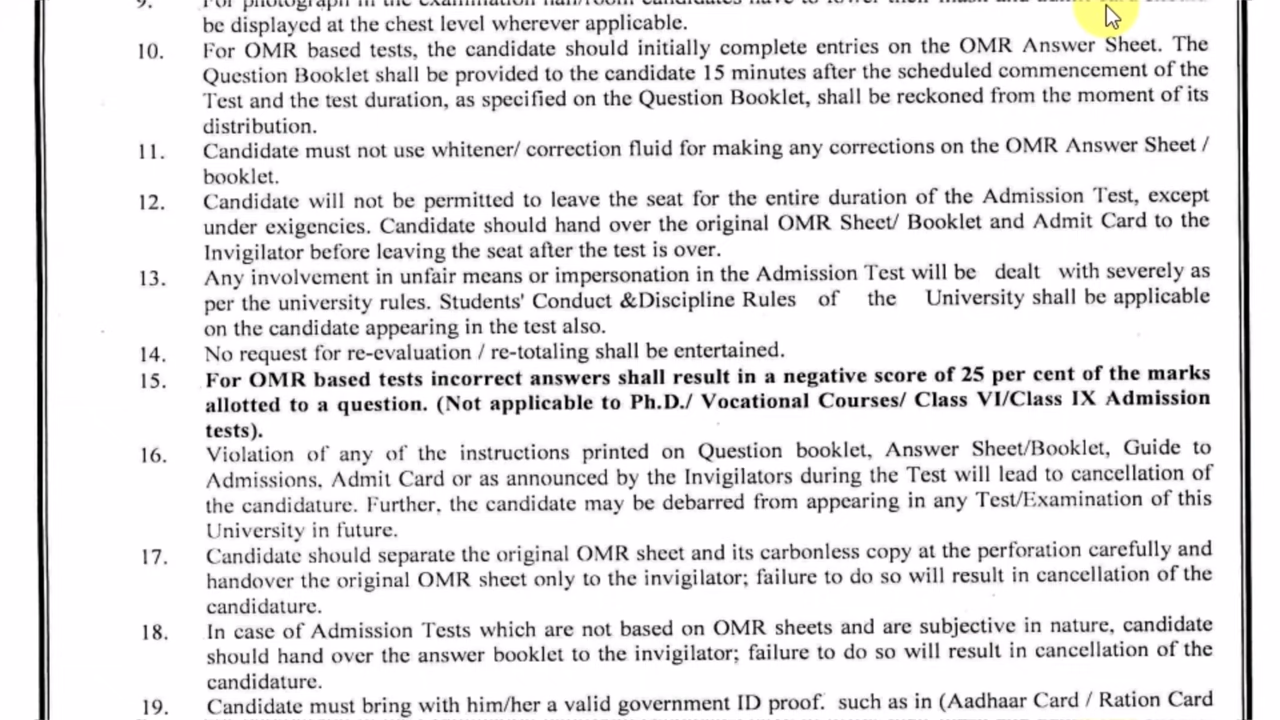 be displayed at the chest level wherever applicable.
10. For OMR based tests, the candidate should initially complete entries on the OMR Answer Sheet. The
Question Booklet shall be provided to the candidate 15 minutes after the scheduled commencement of the
Test and the test duration, as specified on the Question Booklet, shall be reckoned from the moment of its
distribution.
11. Candidate must not use whitener/ correction fluid for making any corrections on the OMR Answer Sheet /
booklet.
12. Candidate will not be permitted to leave the seat for the entire duration of the Admission Test, except
under exigencies. Candidate should hand over the original OMR Sheet/ Booklet and Admit Card to the
Invigilator before leaving the seat after the test is over.
13. Any involvement in unfair means or impersonation in the Admission Test will be dealt with severely as
per the university rules. Students' Conduct &Discipline Rules of the University shall be applicable
on the candidate appearing in the test also.
14. No request for re-evaluation / re-totaling shall be entertained.
15. For OMR based tests incorrect answers shall result in a negative score of 25 per cent of the marks
allotted to a question. (Not applicable to Ph.D./ Vocational Courses/ Class VI/Class IX Admission
tests).
16. Violation of any of the instructions printed on Question booklet, Answer Sheet/Booklet, Guide to
Admissions, Admit Card or as announced by the Invigilators during the Test will lead to cancellation of
the candidature. Further, the candidate may be debarred from appearing in any Test/Examination of this
University in future.
17. Candidate should separate the original OMR sheet and its carbonless copy at the perforation carefully and
handover the original OMR sheet only to the invigilator; failure to do so will result in cancellation of the
candidature.
18. In case of Admission Tests which are not based on OMR sheets and are subjective in nature, candidate
should hand over the answer booklet to the invigilator; failure to do so will result in cancellation of the
candidature.
19. Candidate must bring with him/her a valid government ID proof. such as in (Aadhaar Card / Ration Card